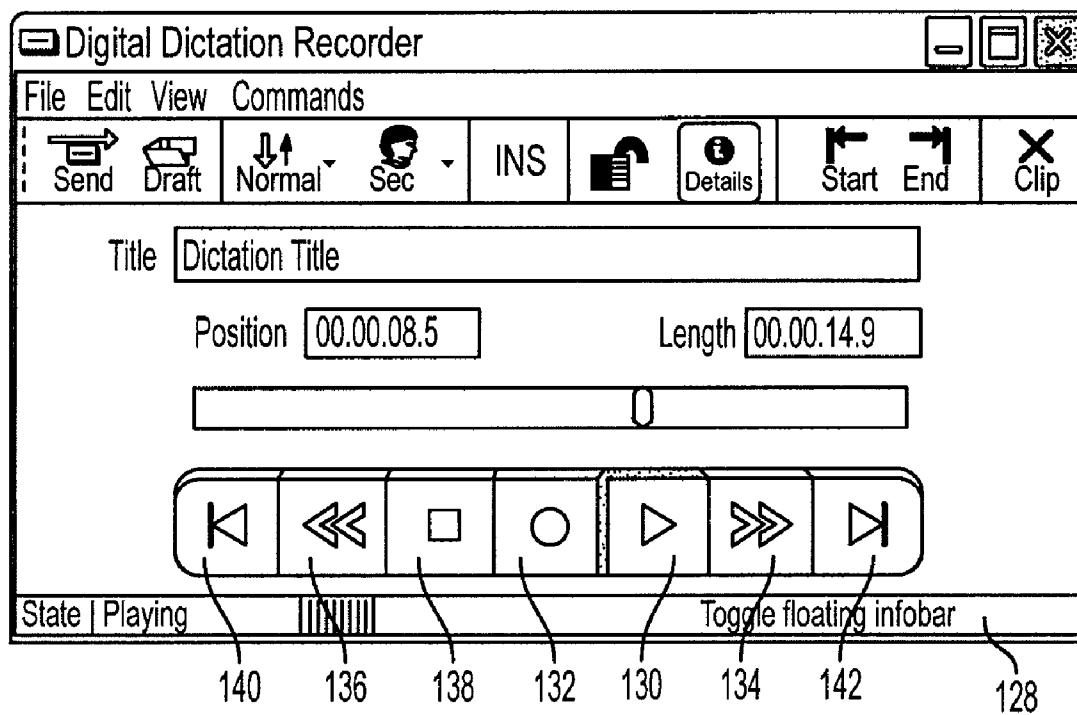 Digital Dictation Recorder
File Edit View Commands
Send Draft Normal Sec INS Details Start End Clip
Title Dictation Title
Position 00.00.08.5 Length 00.00.14.9
State | Playing Toggle floating infobar
140 136 138 132 130 134 142 128